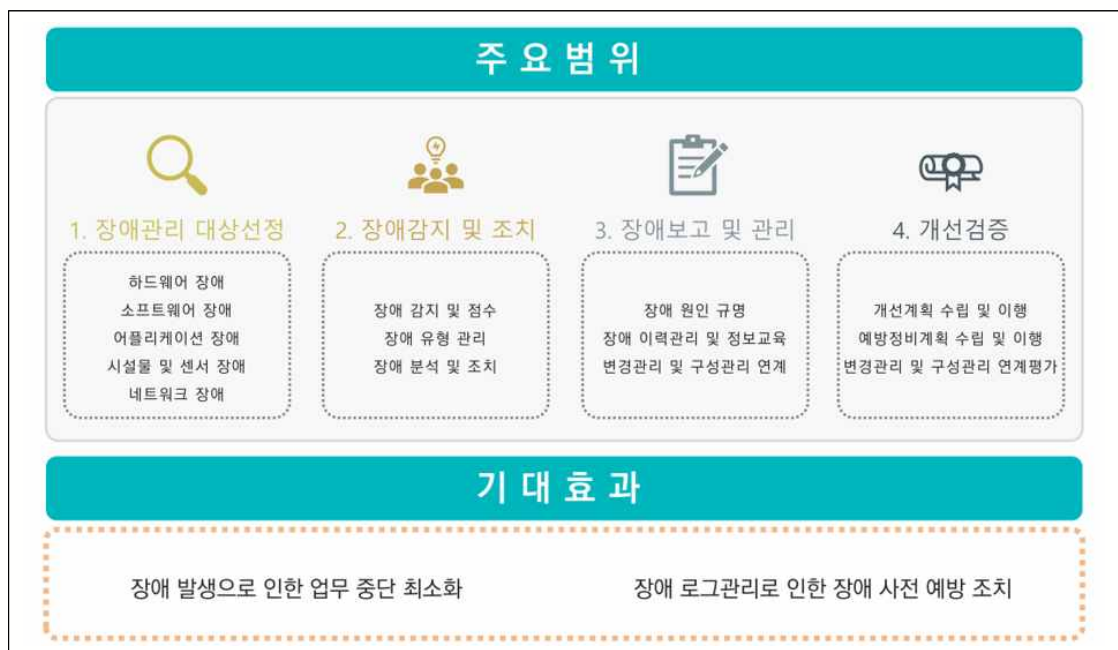 주요범위
1. 장애관리 대상선정
하드웨어 장애
소프트웨어 장애
어플리케이션 장애
시설물 및 센서 장애
네트워크 장애
2. 장애감지 및 조치
장애 감지 및 점수
장애 유형 관리
장애 분석 및 조치
3. 장애보고 및 관리
장애 원인 규명
장애 이력관리 및 정보교육
변경관리 및 구성관리 연계
4. 개선검증
개선계획 수립 및 이행
예방정비계획 수립 및 이행
변경관리 및 구성관리 연계평가
기대효과
장애 발생으로 인한 업무 중단 최소화
장애 로그관리로 인한 장애 사전 예방 조치